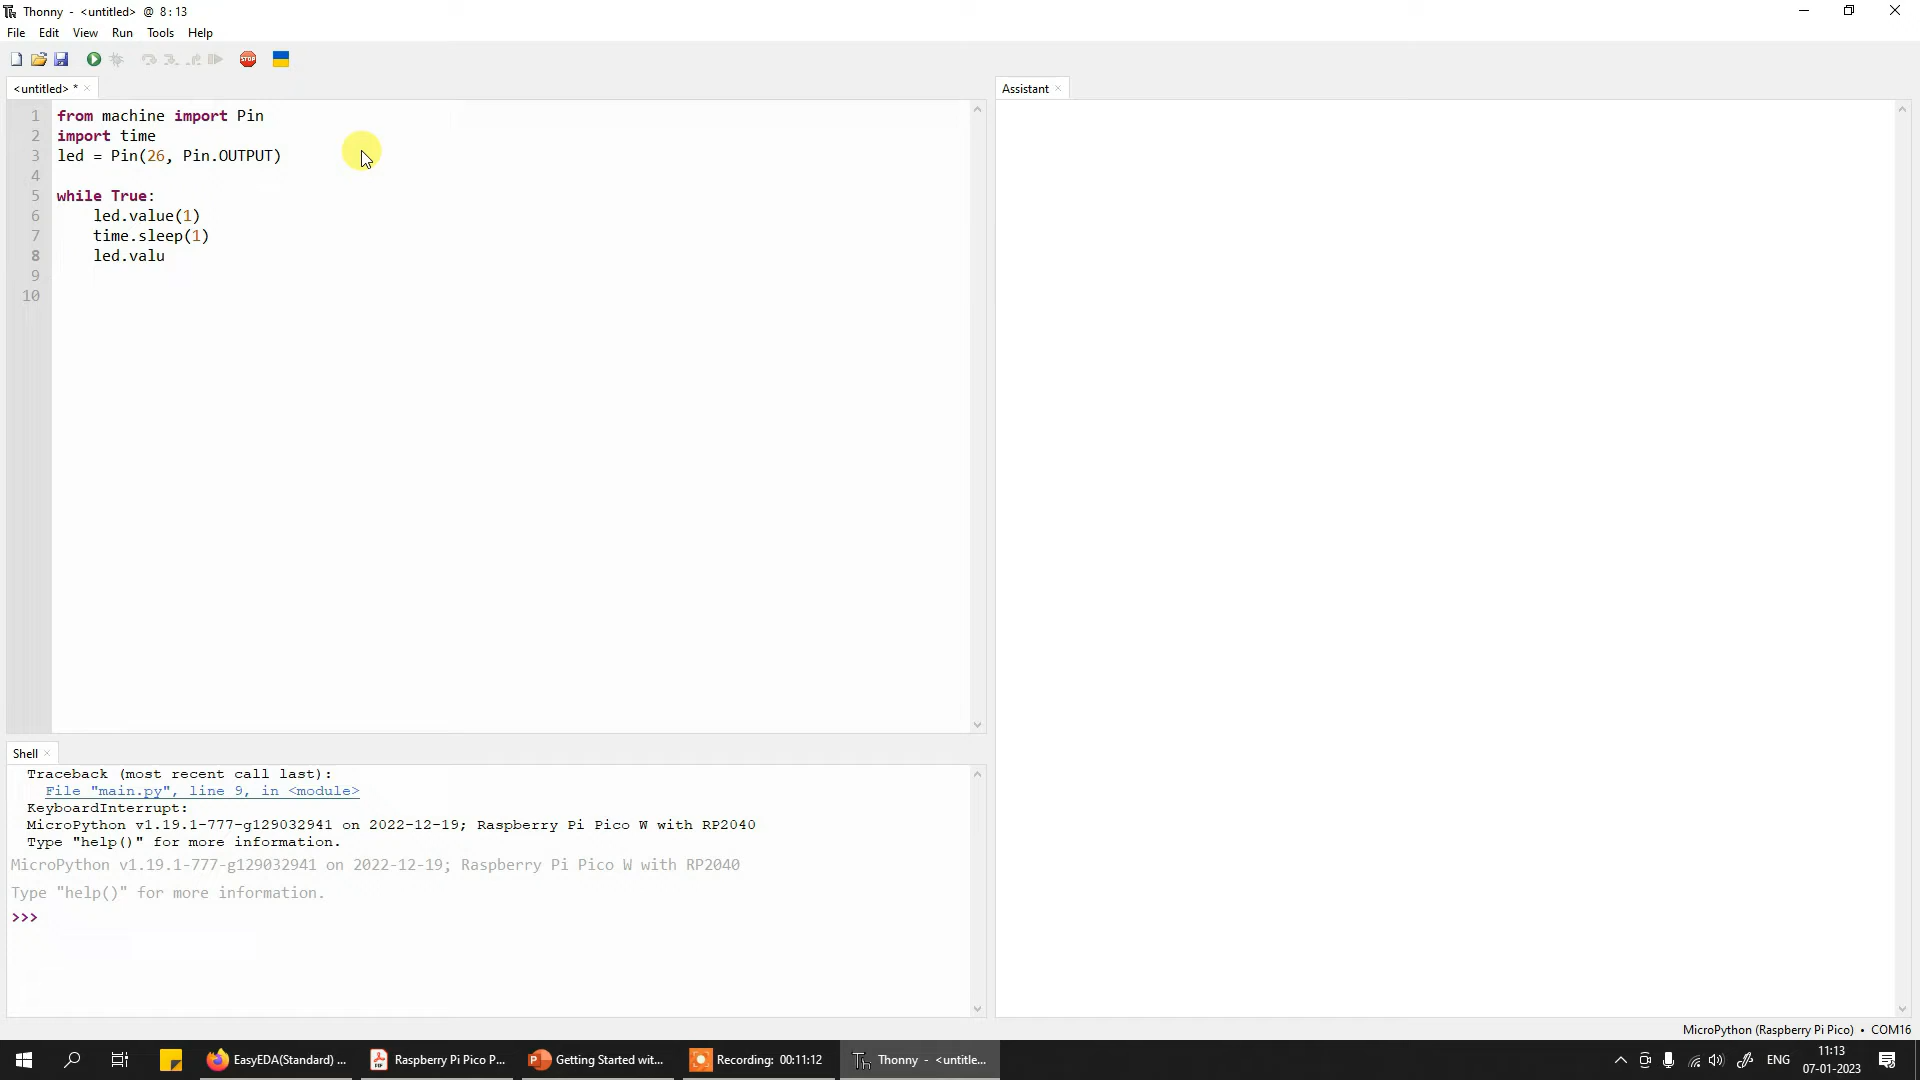 Thonny - <untitled> @ 8:13
File Edit View Run Tools Help
STOP
<untitled> *
Assistant
1 from machine import Pin
2 import time
3 led = Pin(26, Pin.OUTPUT)
4
5 while True:
6 led.value(1)
7 time.sleep(1)
8 led.valu
9
10
Shell
Traceback (most recent call last):
File "main.py", line 9, in <module>
KeyboardInterrupt:
MicroPython v1.19.1-777-g129032941 on 2022-12-19; Raspberry Pi Pico W with RP2040
Type "help()" for more information.
MicroPython v1.19.1-777-g129032941 on 2022-12-19; Raspberry Pi Pico W with RP2040
Type "help()" for more information.
>>>
MicroPython (Raspberry Pi Pico) • COM16
EasyEDA(Standard) ... Raspberry Pi Pico P... Getting Started wit... Recording: 00:11:12 Thonny - <untitle... ENG 11:13
07-01-2023